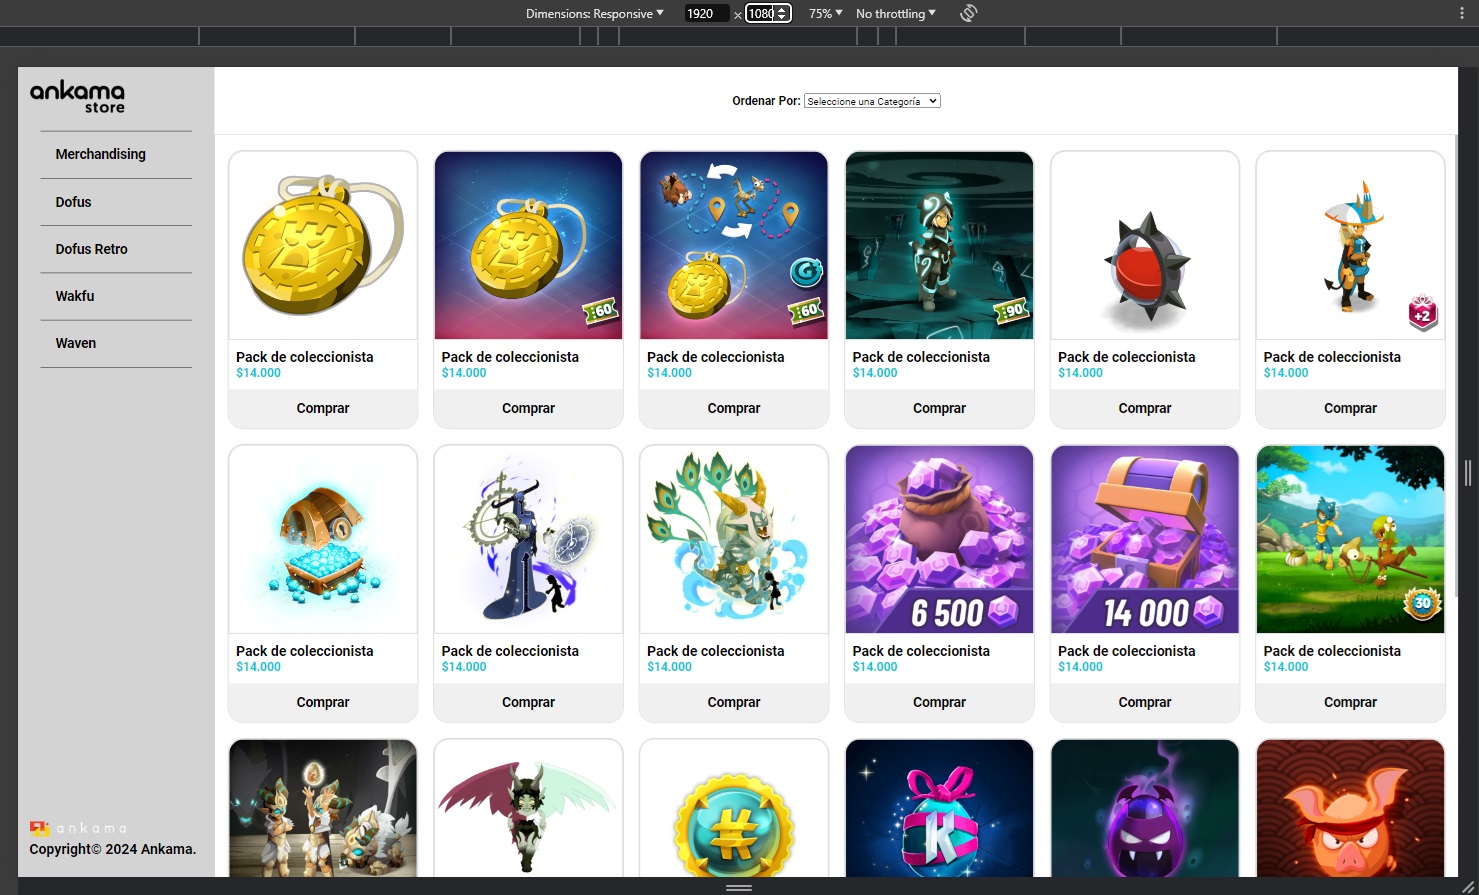 Dimensions: Responsive 1920 × 1080 75% No throttling
ankama
store
Ordenar Por: Seleccione una Categoría
Merchandising
Dofus
Dofus Retro
Wakfu
Waven
60
G
60
90
+2
Pack de coleccionista
$14.000
Comprar
Pack de coleccionista
$14.000
Comprar
Pack de coleccionista
$14.000
Comprar
Pack de coleccionista
$14.000
Comprar
Pack de coleccionista
$14.000
Comprar
Pack de coleccionista
$14.000
Comprar
6 500
14 000
30
Pack de coleccionista
$14.000
Comprar
Pack de coleccionista
$14.000
Comprar
Pack de coleccionista
$14.000
Comprar
Pack de coleccionista
$14.000
Comprar
Pack de coleccionista
$14.000
Comprar
Pack de coleccionista
$14.000
Comprar
K
ankama
Copyright© 2024 Ankama.